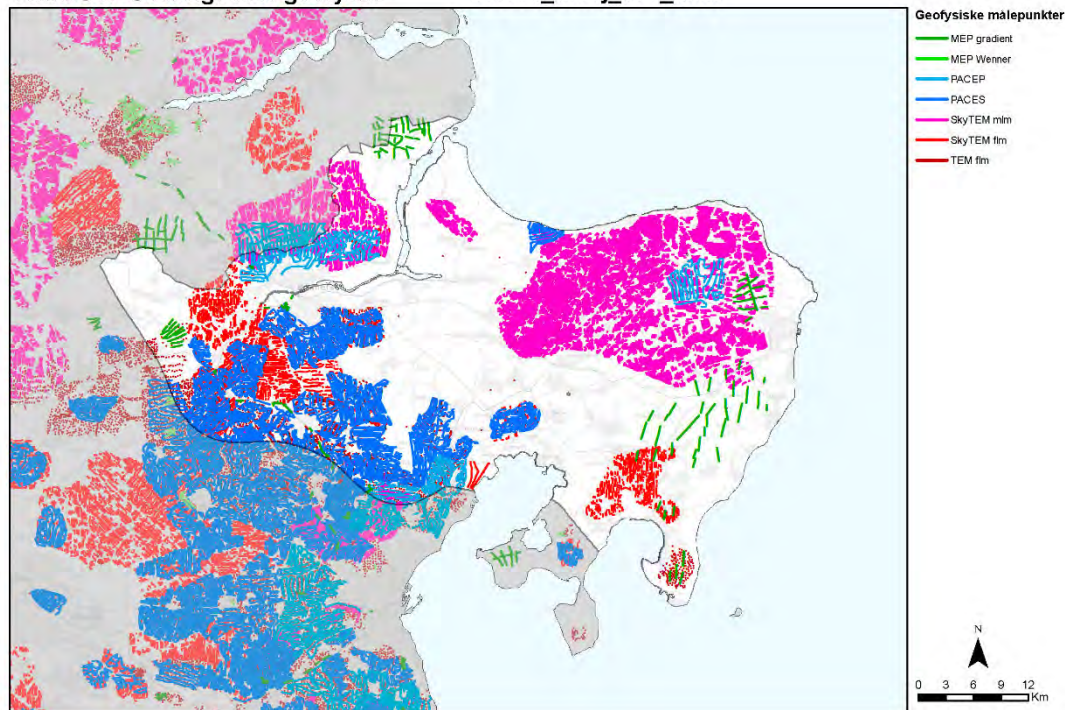 Geofysiske målepunkter
MEP gradient
MEP Wenner
PACEP
PACES
SkyTEM mlm
SkyTEM flm
TEM flm
N
0 3 6 9 12
Km